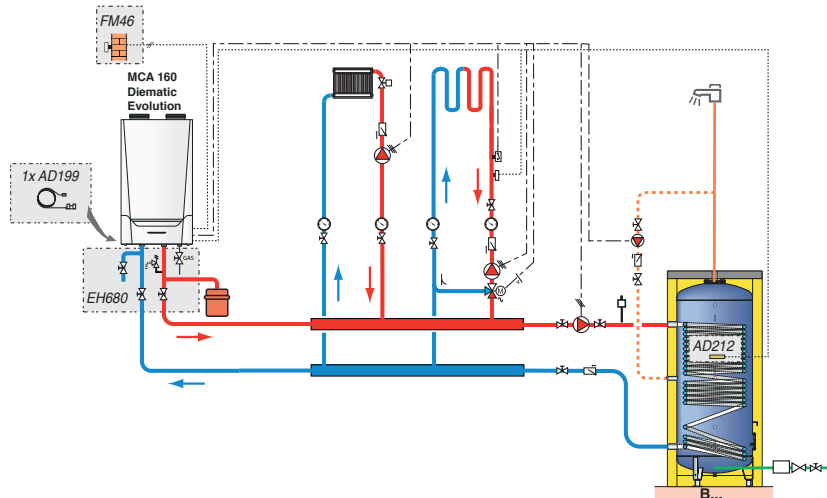 FM46
MCA 160
Diematic
Evolution
1x AD199
GAS
EH680
M
AD212
B...